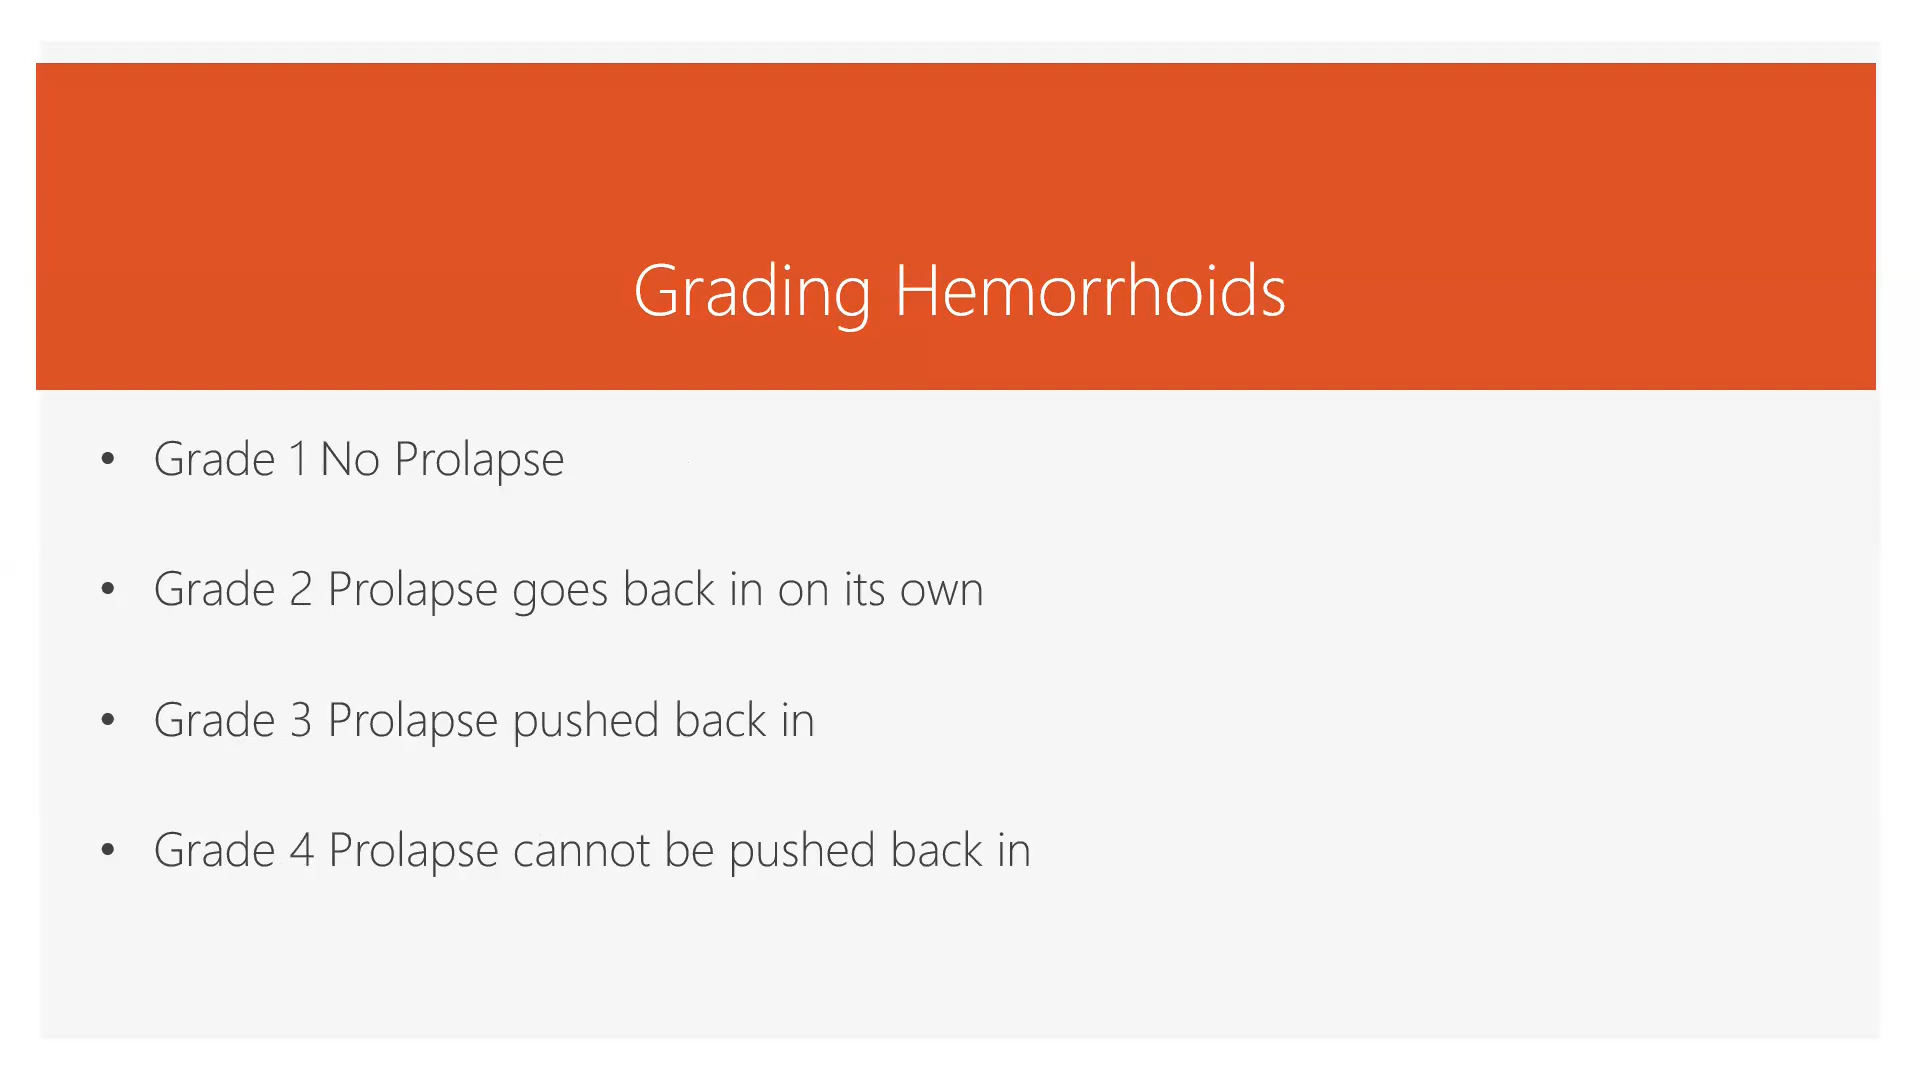 Grading Hemorrhoids
• Grade 1 No Prolapse
• Grade 2 Prolapse goes back in on its own
• Grade 3 Prolapse pushed back in
• Grade 4 Prolapse cannot be pushed back in